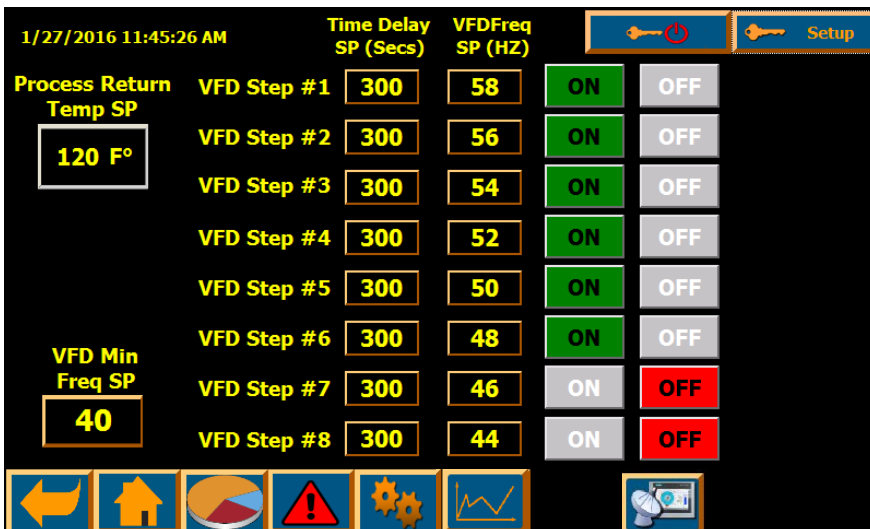 1/27/2016 11:45:26 AM
Time Delay
SP (Secs)
VFDFreq
SP (HZ)
Setup
Process Return
Temp SP
120 F°
VFD Step #1 300 58 ON OFF
VFD Step #2 300 56 ON OFF
VFD Step #3 300 54 ON OFF
VFD Step #4 300 52 ON OFF
VFD Step #5 300 50 ON OFF
VFD Step #6 300 48 ON OFF
VFD Min
Freq SP
40
VFD Step #7 300 46 ON OFF
VFD Step #8 300 44 ON OFF